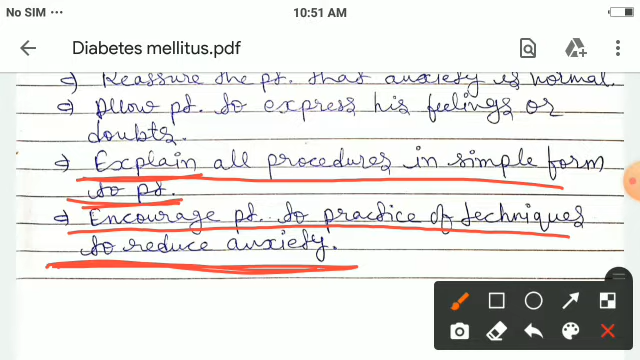 No SIM
10:51 AM
Diabetes mellitus.pdf
⇒ Reassure the pt. that anxiety is normal.
⇒ Allow pt. to express his feelings or
doubts.
⇒ Explain all procedures in simple form
to pt.
⇒ Encourage pt. to practice of techniques
to reduce anxiety.